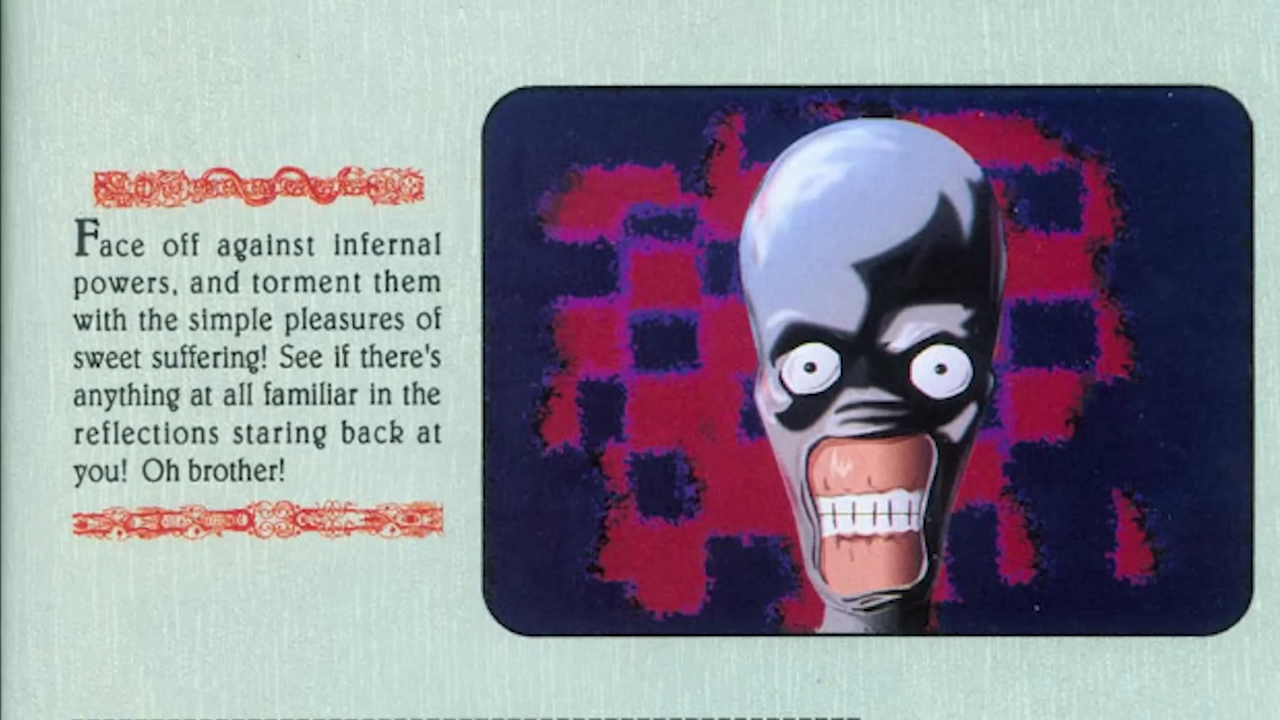 Face off against infernal
powers, and torment them
with the simple pleasures of
sweet suffering! See if there's
anything at all familiar in the
reflections staring back at
you! Oh brother!